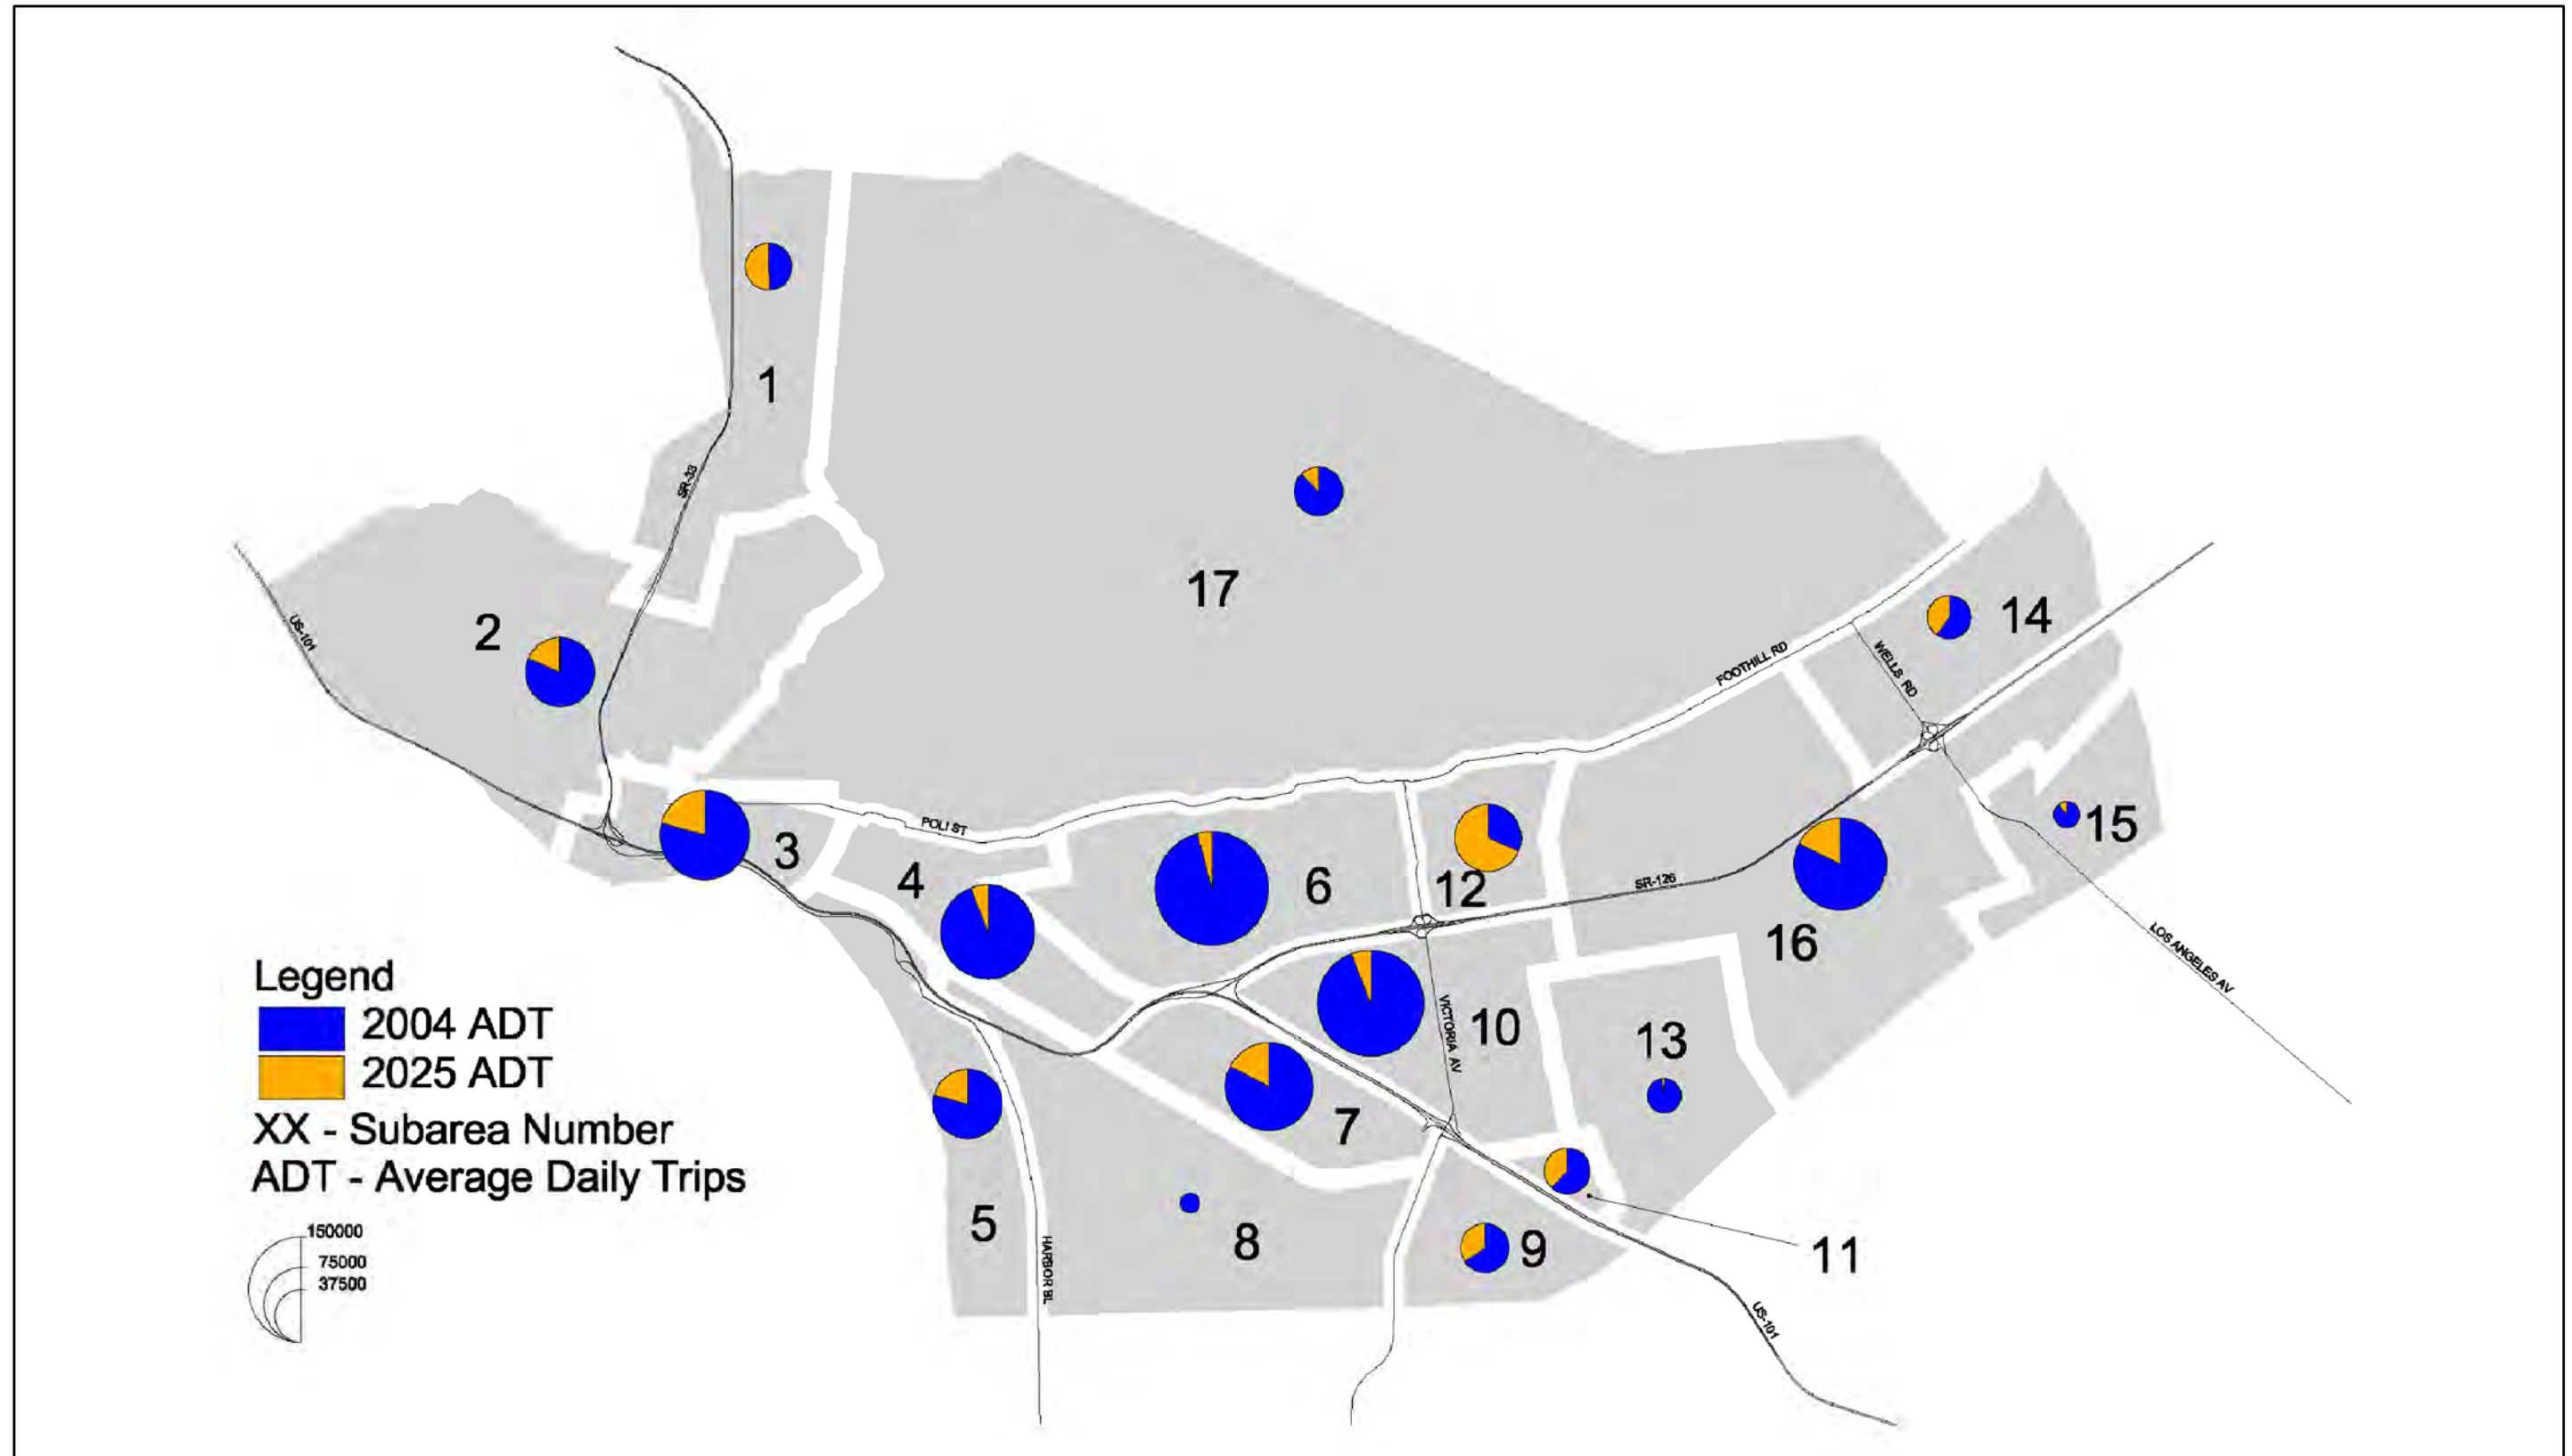 1
SR-33
17
2
US-101
14
FOOTHILL RD
WELLS RD
POLI ST
3
15
4
6
12
SR-126
16
LOS ANGELES AV
VICTORIA AV
10
13
7
5
HARBOR BL
8
9
11
US-101
Legend
2004 ADT
2025 ADT
XX - Subarea Number
ADT - Average Daily Trips
150000
75000
37500